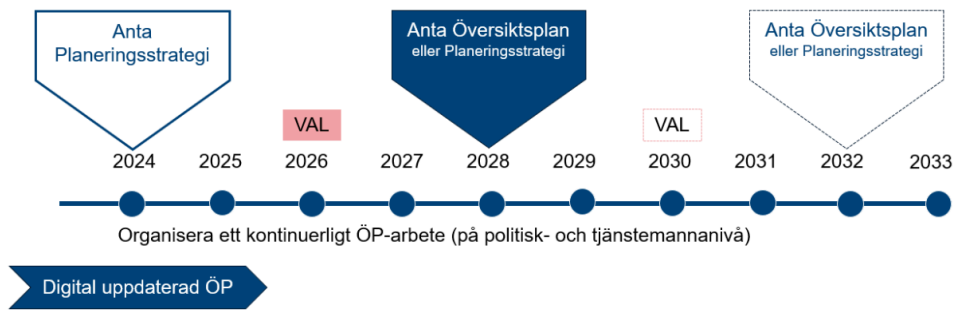 Anta
Planeringsstrategi
Anta Översiktsplan
eller Planeringsstrategi
Anta Översiktsplan
eller Planeringsstrategi
VAL
VAL
2024 2025 2026 2027 2028 2029 2030 2031 2032 2033
Organisera ett kontinuerligt ÖP-arbete (på politisk- och tjänstemannanivå)
Digital uppdaterad ÖP